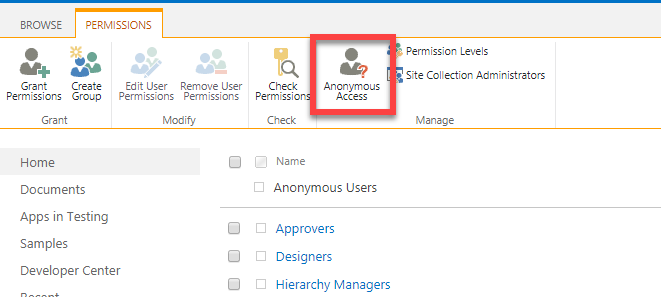 BROWSE PERMISSIONS
Grant Permissions
Create Group
Edit User Permissions
Remove User Permissions
Check Permissions
Anonymous Access
Permission Levels
Site Collection Administrators
Grant Modify Check Manage
Home
Documents
Apps in Testing
Samples
Developer Center
Recent
Name
Anonymous Users
Approvers
Designers
Hierarchy Managers